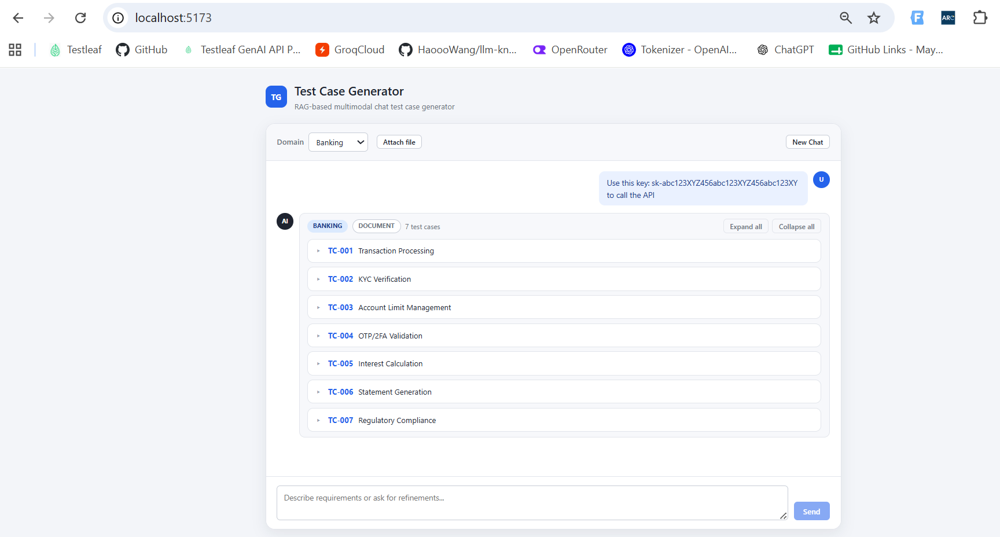 localhost:5173
Testleaf
GitHub
Testleaf GenAI API P...
GroqCloud
HaoooWang/llm-kn...
OpenRouter
Tokenizer - OpenAI...
ChatGPT
GitHub Links - May...
F
ARC
TG
Test Case Generator
RAG-based multimodal chat test case generator
Domain
Banking
Attach file
New Chat
Use this key: sk-abc123XYZ456abc123XYZ456abc123XY
to call the API
U
AI
BANKING
DOCUMENT
7 test cases
Expand all
Collapse all
TC-001 Transaction Processing
TC-002 KYC Verification
TC-003 Account Limit Management
TC-004 OTP/2FA Validation
TC-005 Interest Calculation
TC-006 Statement Generation
TC-007 Regulatory Compliance
Describe requirements or ask for refinements...
Send